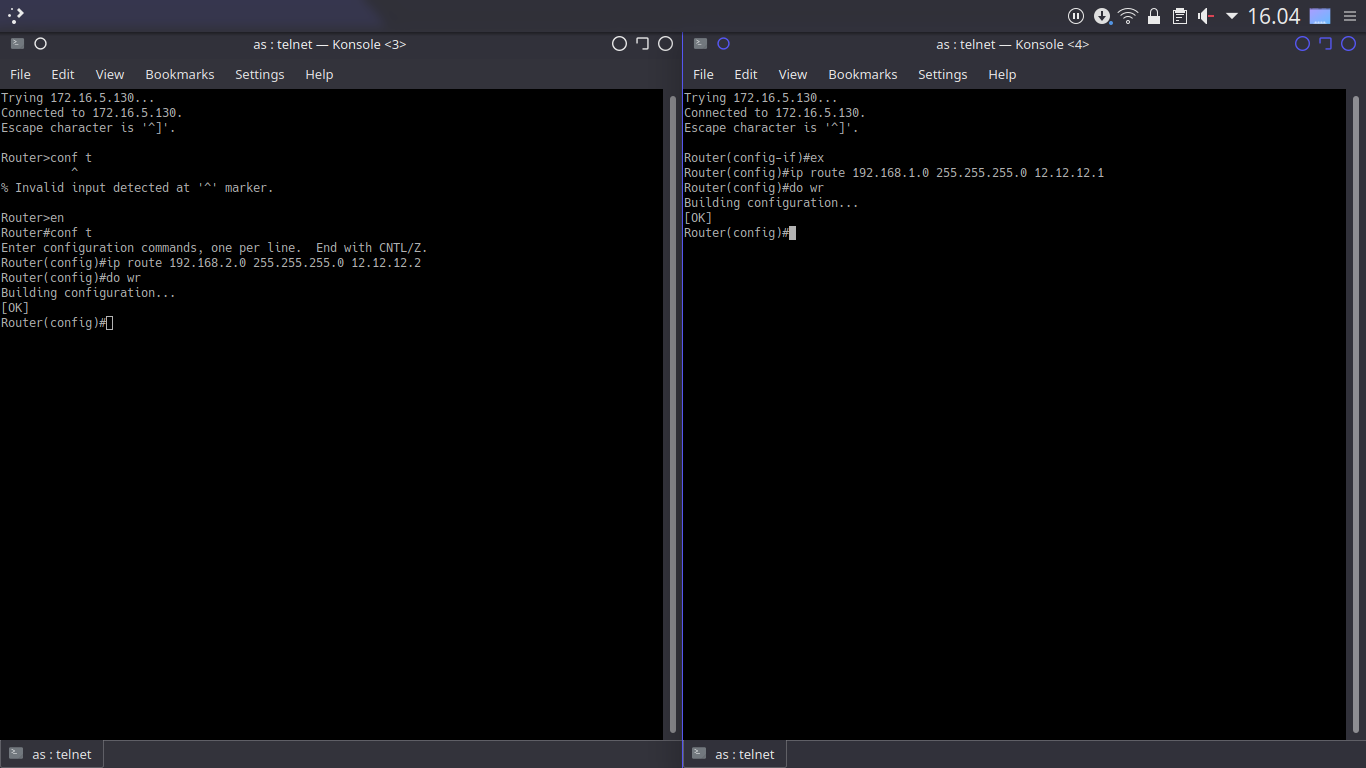 16.04
as : telnet — Konsole <3>
File Edit View Bookmarks Settings Help
Trying 172.16.5.130...
Connected to 172.16.5.130.
Escape character is '^]'.
Router>conf t
^
% Invalid input detected at '^' marker.
Router>en
Router#conf t
Enter configuration commands, one per line.  End with CNTL/Z.
Router(config)#ip route 192.168.2.0 255.255.255.0 12.12.12.2
Router(config)#do wr
Building configuration...
[OK]
Router(config)#
as : telnet
as : telnet — Konsole <4>
File Edit View Bookmarks Settings Help
Trying 172.16.5.130...
Connected to 172.16.5.130.
Escape character is '^]'.
Router(config-if)#ex
Router(config)#ip route 192.168.1.0 255.255.255.0 12.12.12.1
Router(config)#do wr
Building configuration...
[OK]
Router(config)#
as : telnet